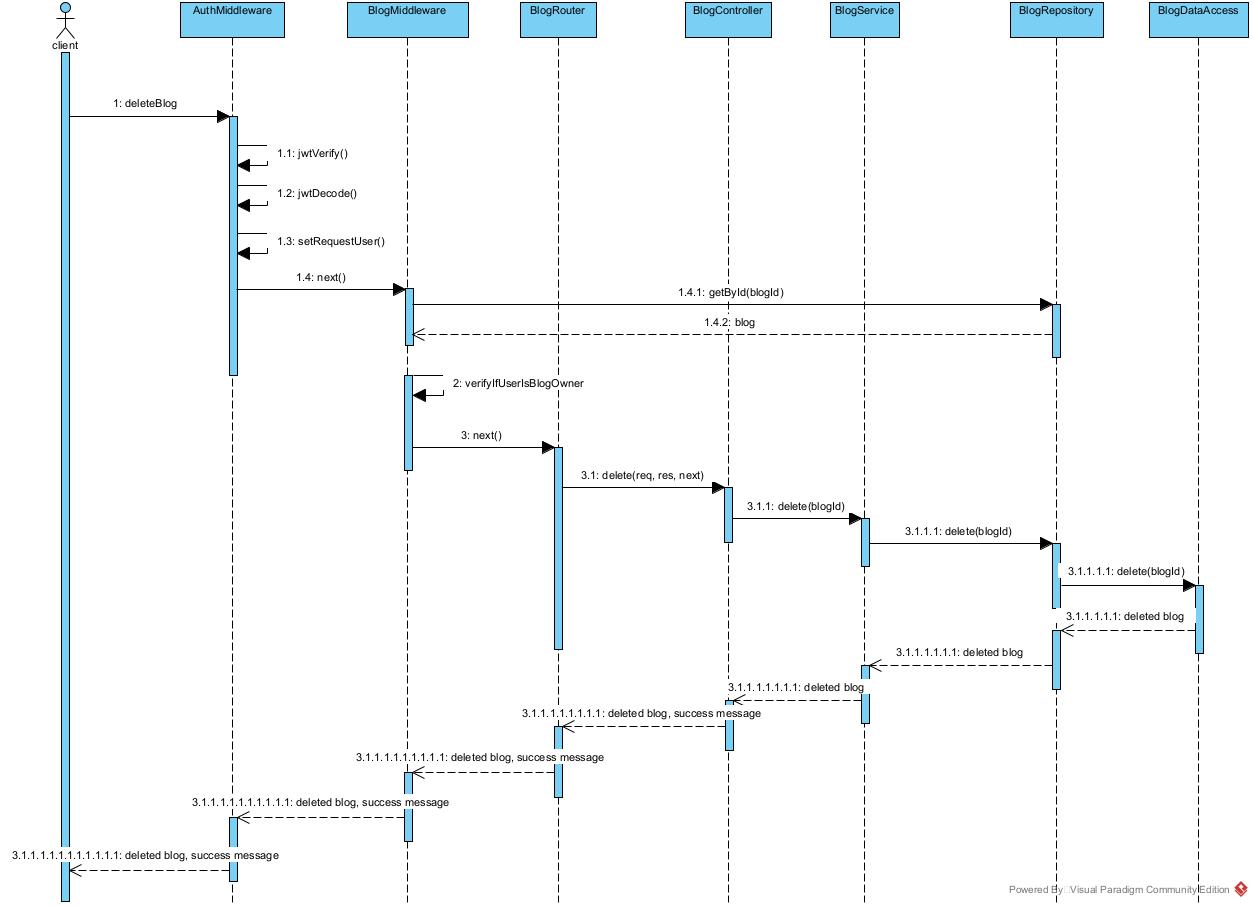 AuthMiddleware
BlogMiddleware
BlogRouter
BlogController
BlogService
BlogRepository
BlogDataAccess
client
1: deleteBlog
1.1: jwtVerify()
1.2: jwtDecode()
1.3: setRequestUser()
1.4: next()
1.4.1: getById(blogId)
1.4.2: blog
2: verifyIfUserIsBlogOwner
3: next()
3.1: delete(req, res, next)
3.1.1: delete(blogId)
3.1.1.1: delete(blogId)
3.1.1.1.1: delete(blogId)
3.1.1.1.1.1: deleted blog
3.1.1.1.1.1.1: deleted blog
3.1.1.1.1.1.1.1: deleted blog
3.1.1.1.1.1.1.1.1: deleted blog, success message
3.1.1.1.1.1.1.1.1.1: deleted blog, success message
3.1.1.1.1.1.1.1.1.1.1: deleted blog, success message
3.1.1.1.1.1.1.1.1.1.1.1: deleted blog, success message
Powered By Visual Paradigm Community Edition